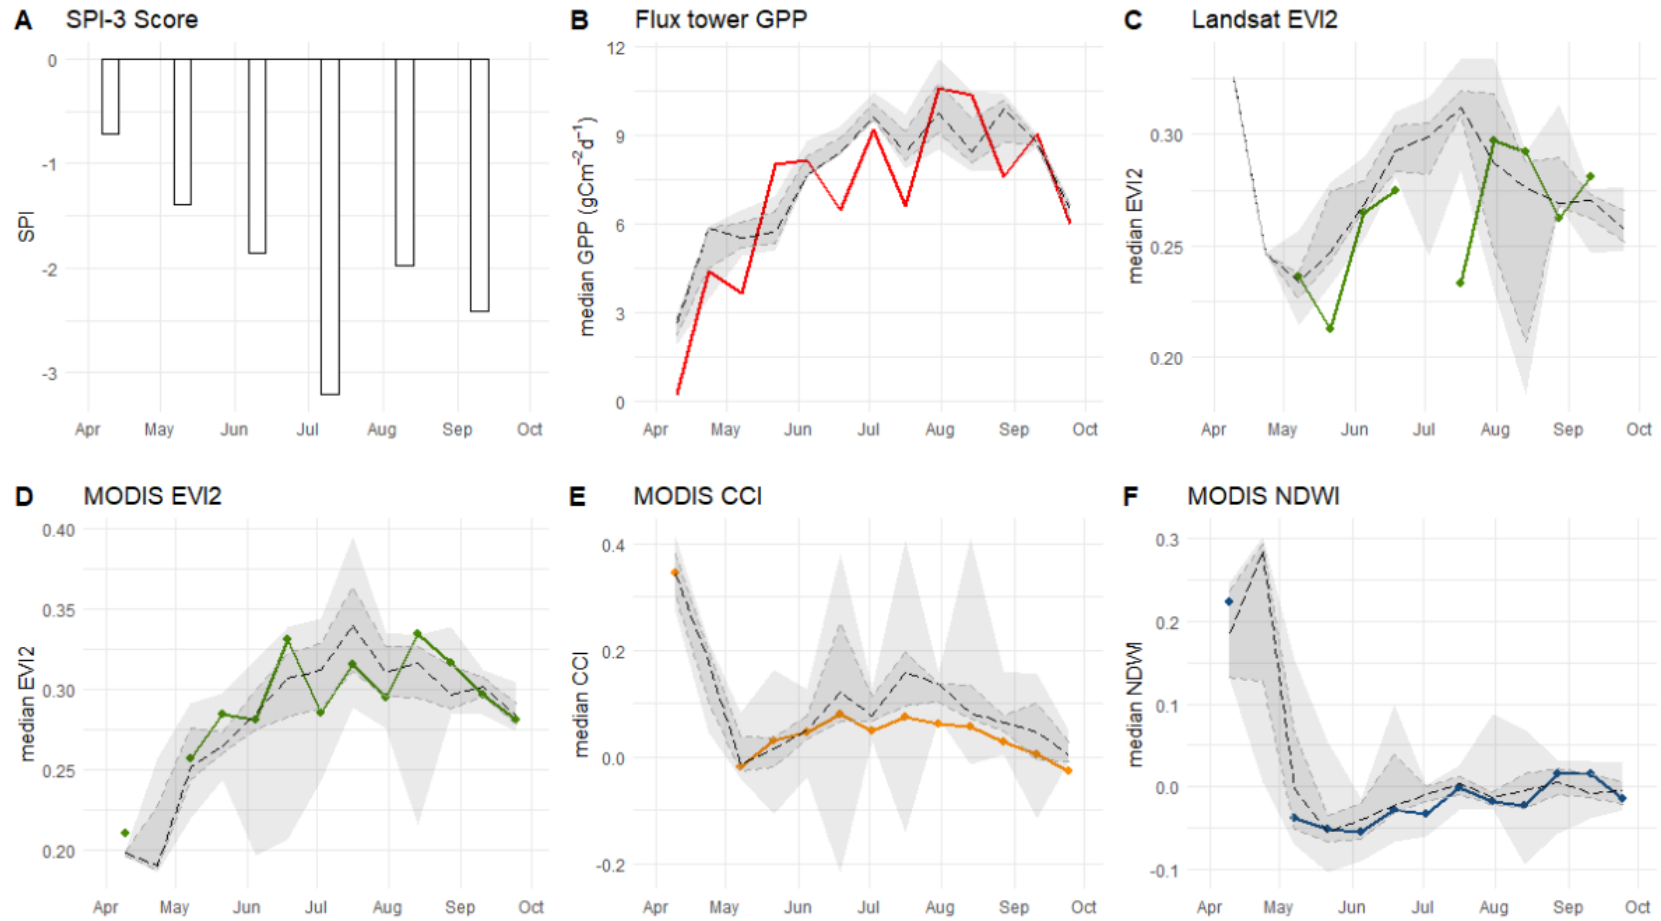 A SPI-3 Score
0
-1
-2
-3
SPI
Apr May Jun Jul Aug Sep Oct
B Flux tower GPP
12
9
6
3
0
median GPP (gCm⁻²d⁻¹)
Apr May Jun Jul Aug Sep Oct
C Landsat EVI2
0.30
0.25
0.20
median EVI2
Apr May Jun Jul Aug Sep Oct
D MODIS EVI2
0.40
0.35
0.30
0.25
0.20
median EVI2
Apr May Jun Jul Aug Sep Oct
E MODIS CCI
0.4
0.2
0.0
-0.2
median CCI
Apr May Jun Jul Aug Sep Oct
F MODIS NDWI
0.3
0.2
0.1
0.0
-0.1
median NDWI
Apr May Jun Jul Aug Sep Oct